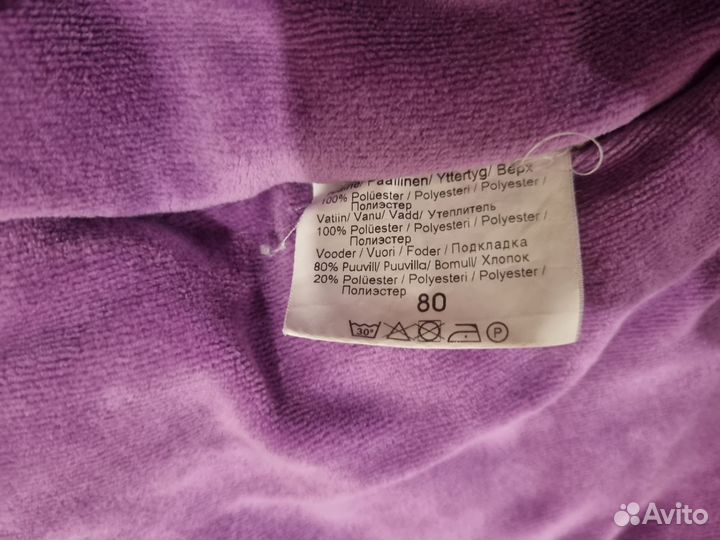 Päällinen/ Yttertyg/ Верх
100% Polüester / Polyesteri / Polyester /
Полиэстер
Vatiin/ Vanu/ Vadd/ Утеплитель
100% Polüester / Polyesteri / Polyester /
Полиэстер
Vooder/ Vuori / Foder / Подкладка
80% Puuvill/ Puuvilla/ Bomull/ Хлопок
20% Polüester / Polyesteri / Polyester /
Полиэстер
80
30° P
Avito